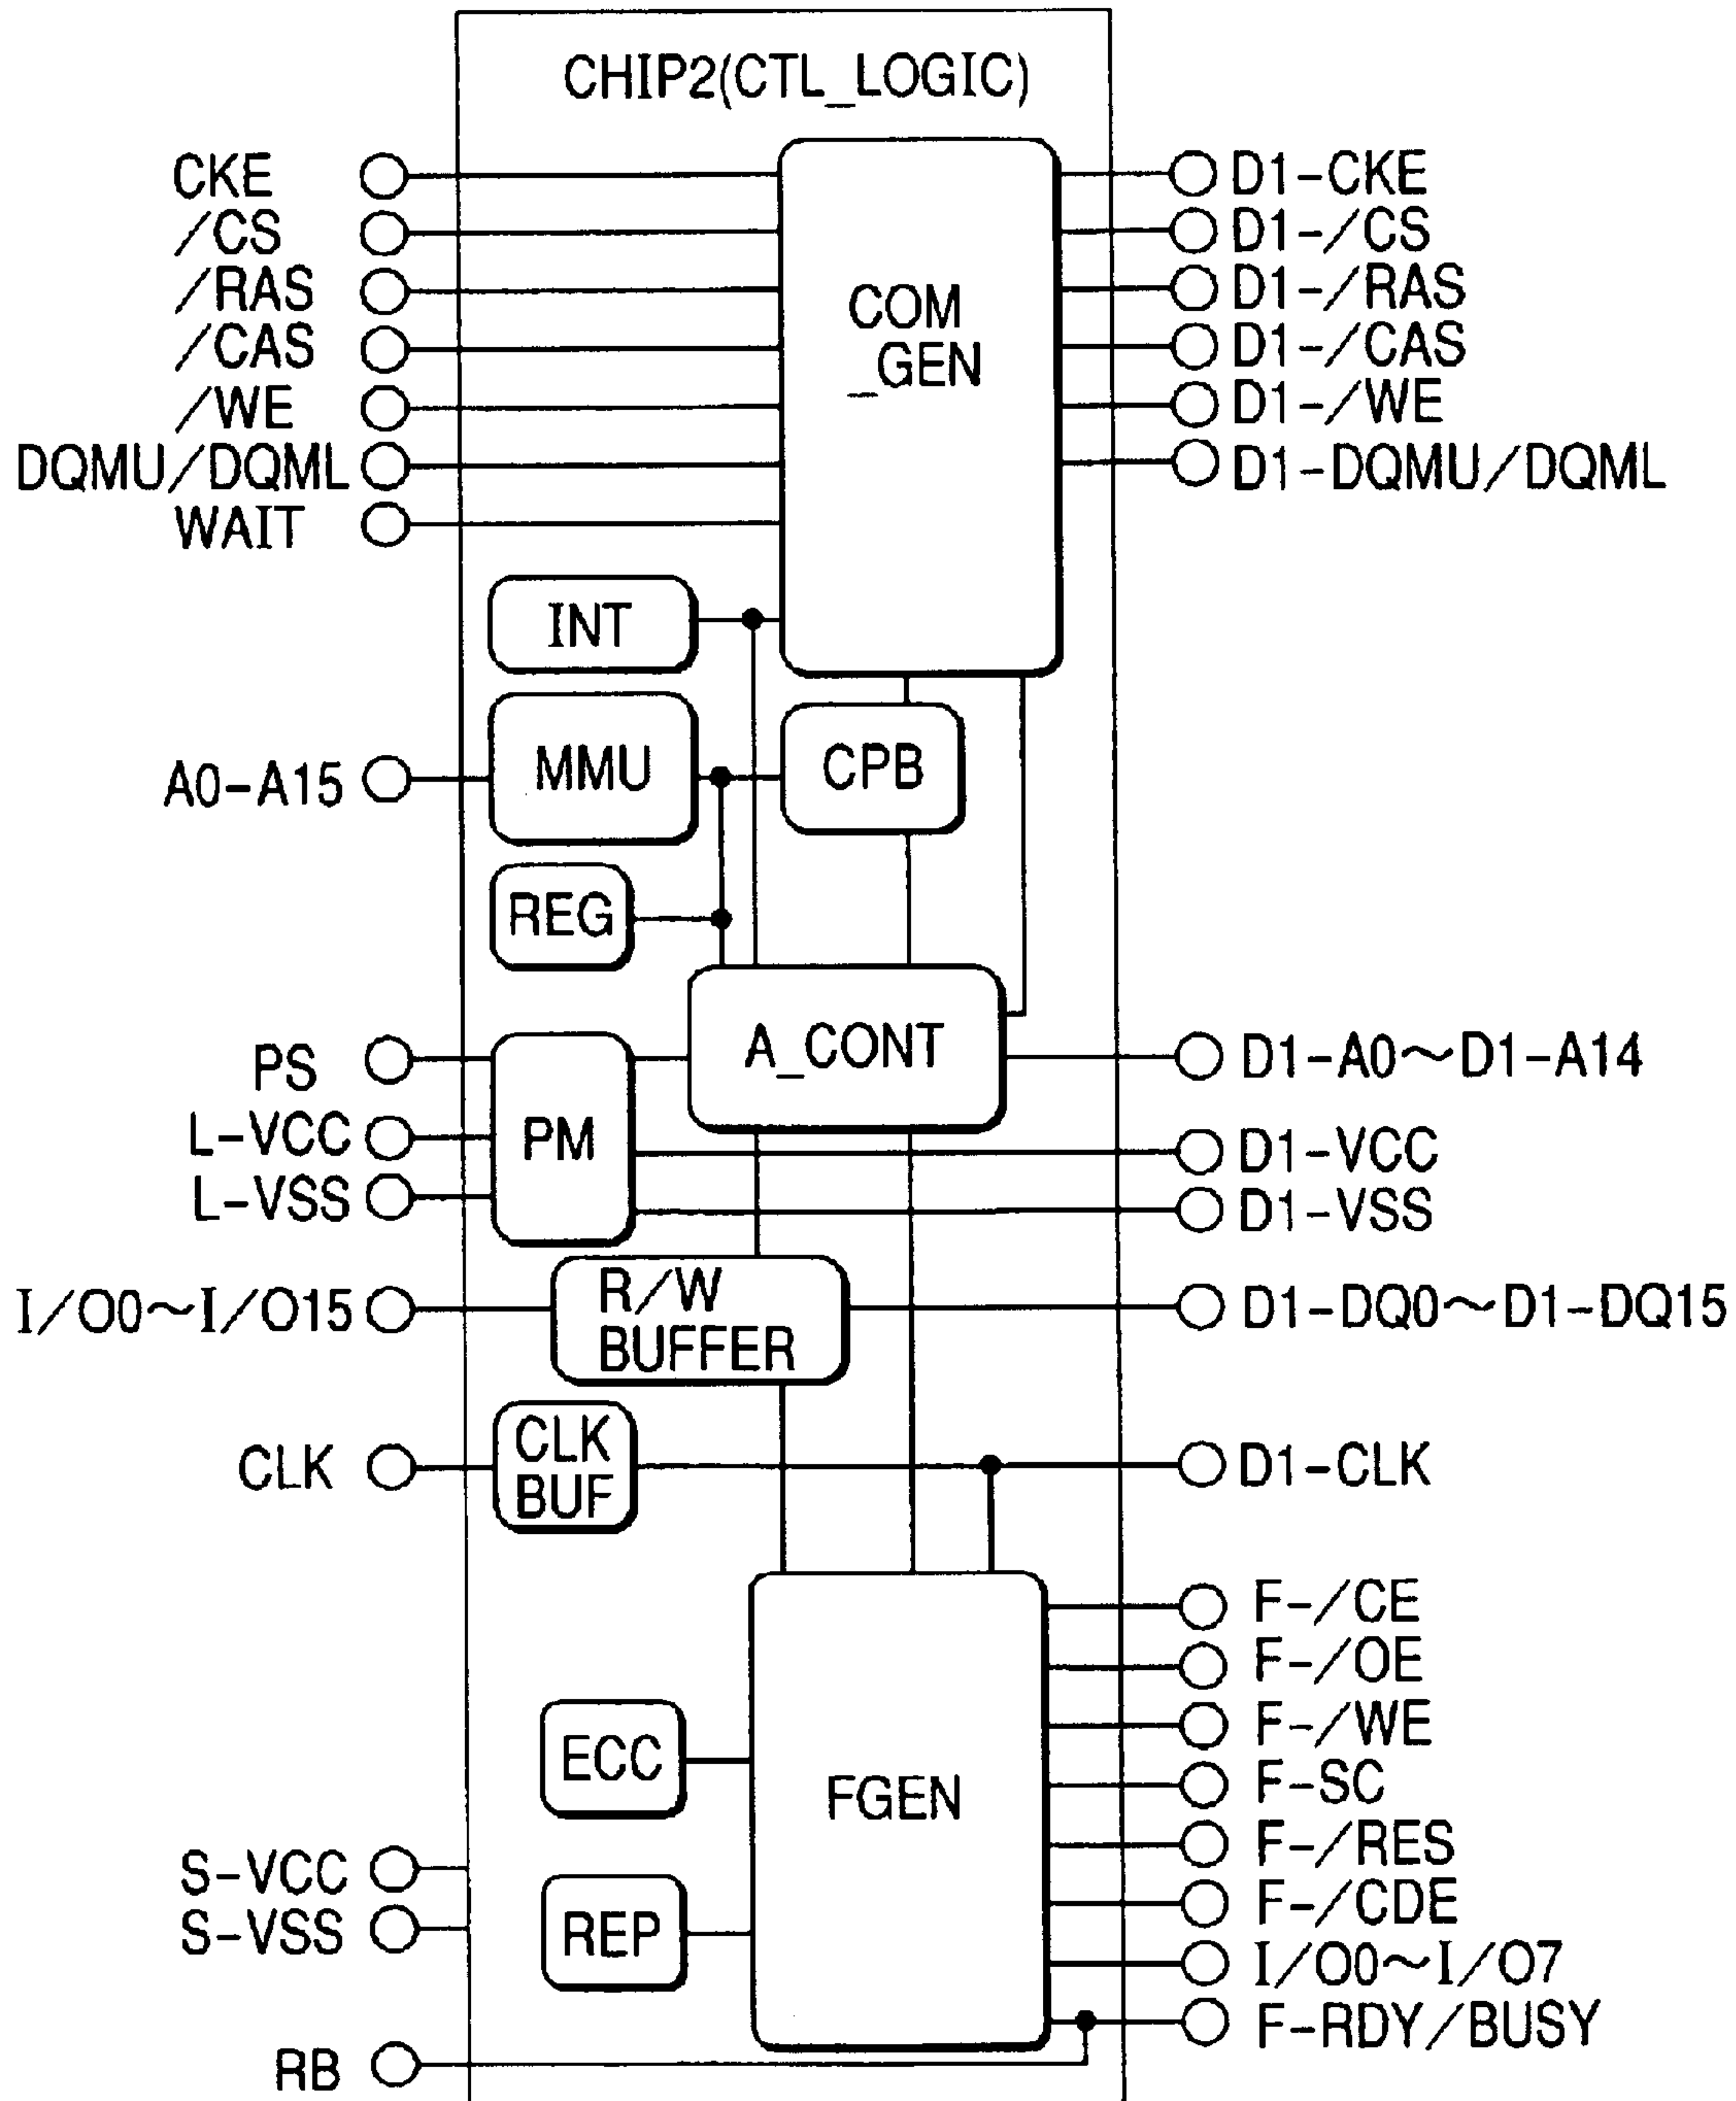 CHIP2(CTL_LOGIC)
CKE
D1-CKE
/CS
D1-/CS
/RAS
D1-/RAS
COM
_GEN
/CAS
D1-/CAS
/WE
D1-/WE
DQMU/DQML
D1-DQMU/DQML
WAIT
INT
MMU
CPB
A0-A15
REG
A_CONT
PS
D1-A0～D1-A14
L-VCC
PM
D1-VCC
L-VSS
D1-VSS
I/O0～I/O15
R/W
BUFFER
D1-DQ0～D1-DQ15
CLK
CLK
BUF
D1-CLK
F-/CE
F-/OE
F-/WE
ECC
FGEN
F-SC
F-/RES
S-VCC
F-/CDE
S-VSS
REP
I/O0～I/O7
F-RDY/BUSY
RB